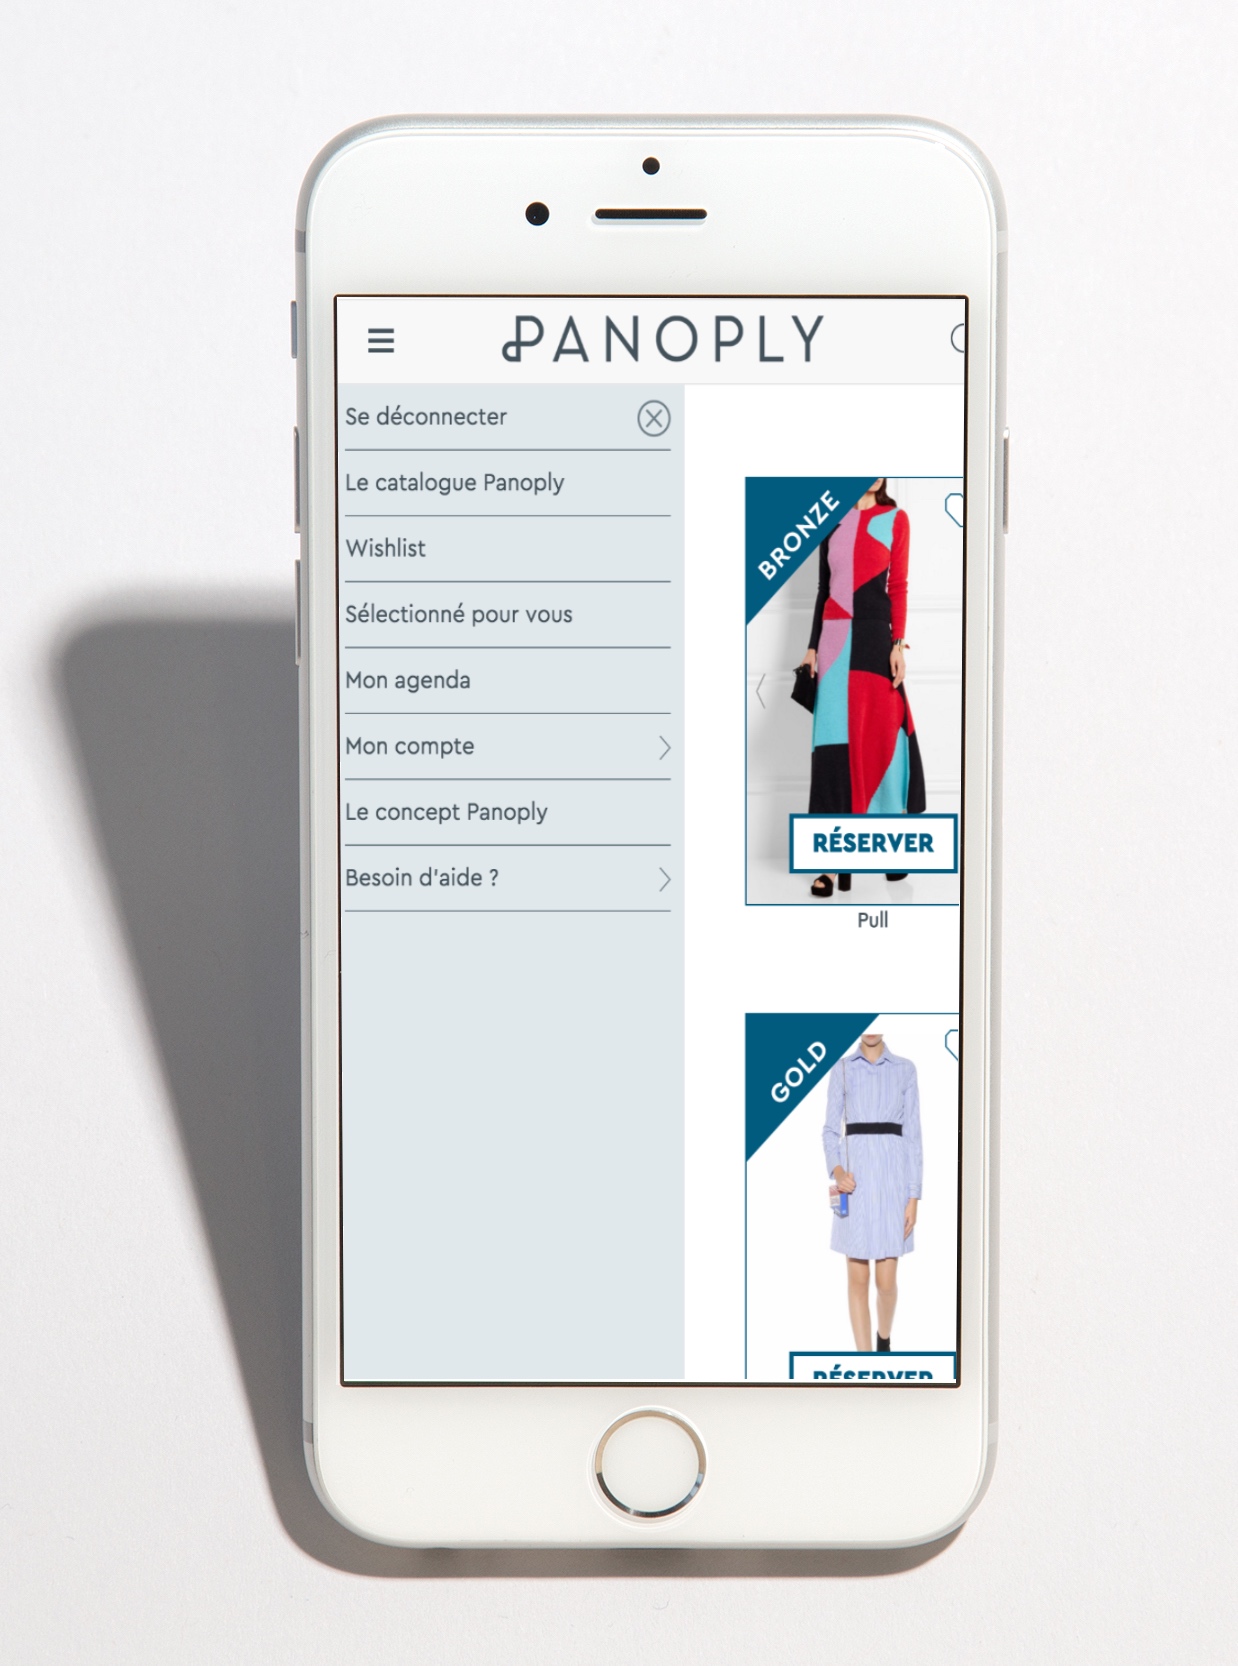 PANOPLY
Se déconnecter
Le catalogue Panoply
Wishlist
Sélectionné pour vous
Mon agenda
Mon compte
Le concept Panoply
Besoin d'aide ?
BRONZE
RÉSERVER
Pull
GOLD
RÉSERVER